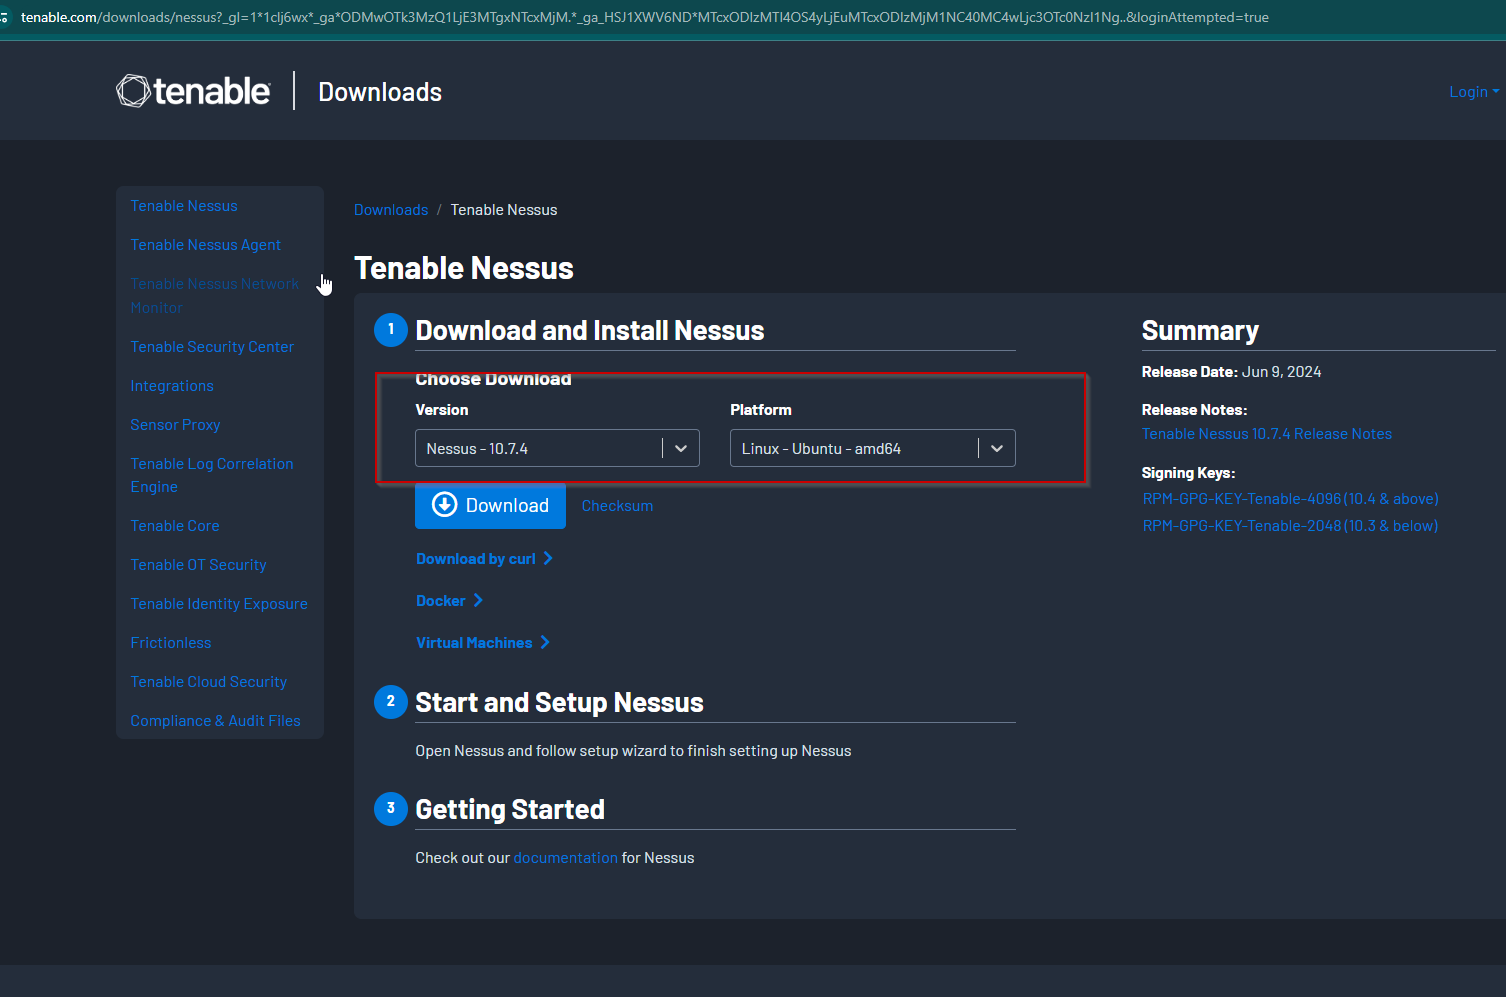 tenable.com/downloads/nessus?_gl=1*1clj6wx*_ga*ODMwOTk3MzQ1LjE3MTgxNTcxMjM.*_ga_HSJ1XWV6ND*MTcxODIzMTI4OS4yLjEuMTcxODIzMjM1NC40MC4wLjc3OTc0NzI1Ng..&loginAttempted=true
tenable
Downloads
Login
Tenable Nessus
Tenable Nessus Agent
Tenable Nessus Network
Monitor
Tenable Security Center
Integrations
Sensor Proxy
Tenable Log Correlation
Engine
Tenable Core
Tenable OT Security
Tenable Identity Exposure
Frictionless
Tenable Cloud Security
Compliance & Audit Files
Downloads / Tenable Nessus
Tenable Nessus
1 Download and Install Nessus
Choose Download
Version
Nessus - 10.7.4
Platform
Linux - Ubuntu - amd64
Download
Checksum
Download by curl
Docker
Virtual Machines
2 Start and Setup Nessus
Open Nessus and follow setup wizard to finish setting up Nessus
3 Getting Started
Check out our documentation for Nessus
Summary
Release Date: Jun 9, 2024
Release Notes:
Tenable Nessus 10.7.4 Release Notes
Signing Keys:
RPM-GPG-KEY-Tenable-4096 (10.4 & above)
RPM-GPG-KEY-Tenable-2048 (10.3 & below)